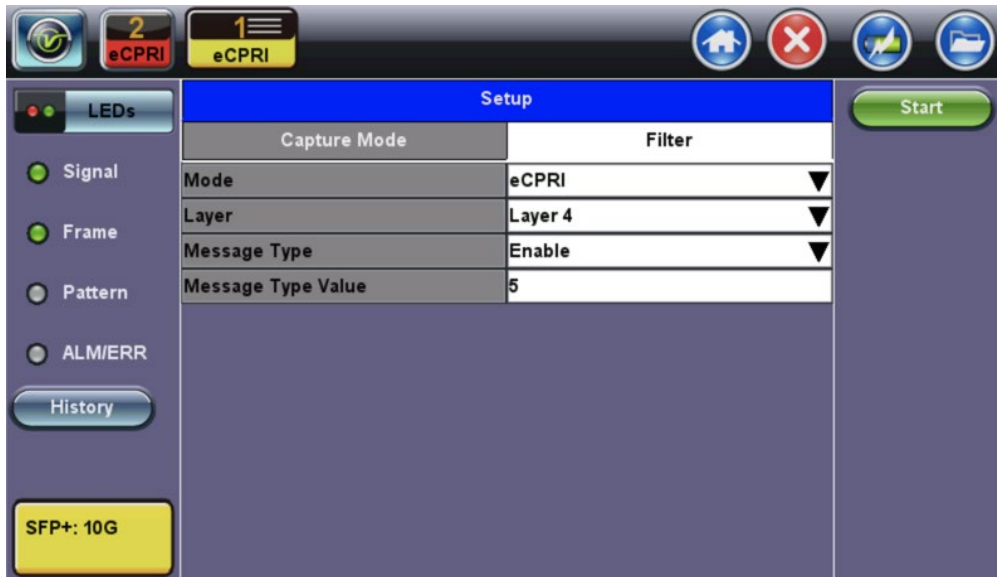 2
eCPRI
1
eCPRI
LEDs
Signal
Frame
Pattern
ALM/ERR
History
SFP+: 10G
Setup
Capture Mode
Filter
Mode
eCPRI
Layer
Layer 4
Message Type
Enable
Message Type Value
5
Start